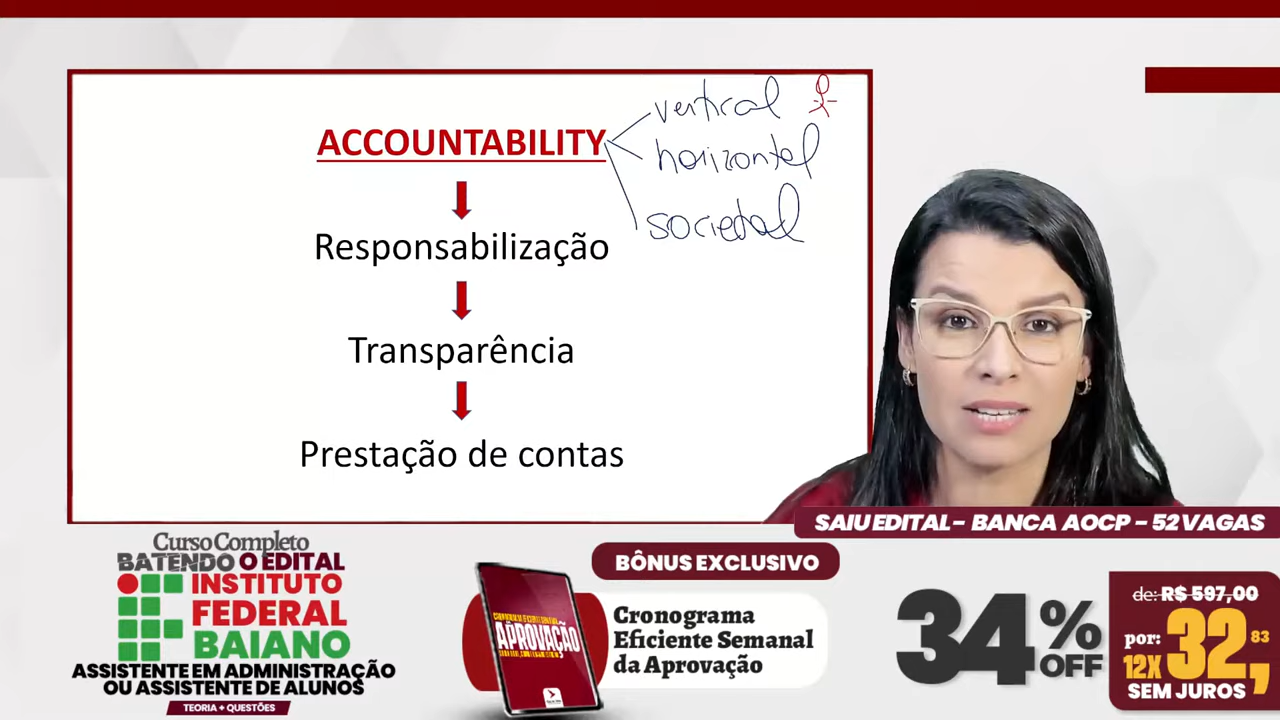 vertical
ACCOUNTABILITY
horizontal
societal
Responsabilização
Transparência
Prestação de contas
SAIU EDITAL - BANCA AOCP - 52 VAGAS
Curso Completo
BATENDO O EDITAL
INSTITUTO
FEDERAL
BAIANO
ASSISTENTE EM ADMINISTRAÇÃO
OU ASSISTENTE DE ALUNOS
TEORIA + QUESTÕES
APROVAÇÃO
BÔNUS EXCLUSIVO
Cronograma
Eficiente Semanal
da Aprovação
34% OFF
de: R$ 597,00
por: 12X 32,83
SEM JUROS